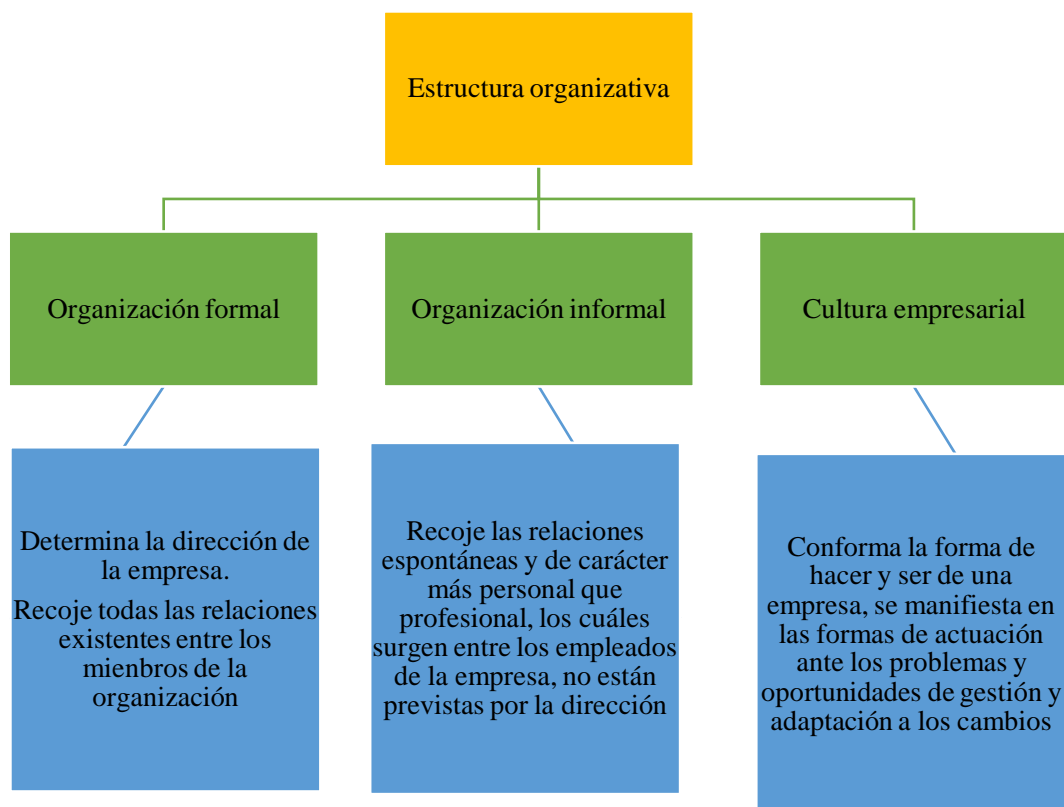 Estructura organizativa
Organización formal
Organización informal
Cultura empresarial
Determina la dirección de
la empresa.
Recoje todas las relaciones
existentes entre los
mienbros de la
organización
Recoje las relaciones
espontáneas y de carácter
más personal que
profesional, los cuáles
surgen entre los empleados
de la empresa, no están
previstas por la dirección
Conforma la forma de
hacer y ser de una
empresa, se manifiesta en
las formas de actuación
ante los problemas y
oportunidades de gestión y
adaptación a los cambios